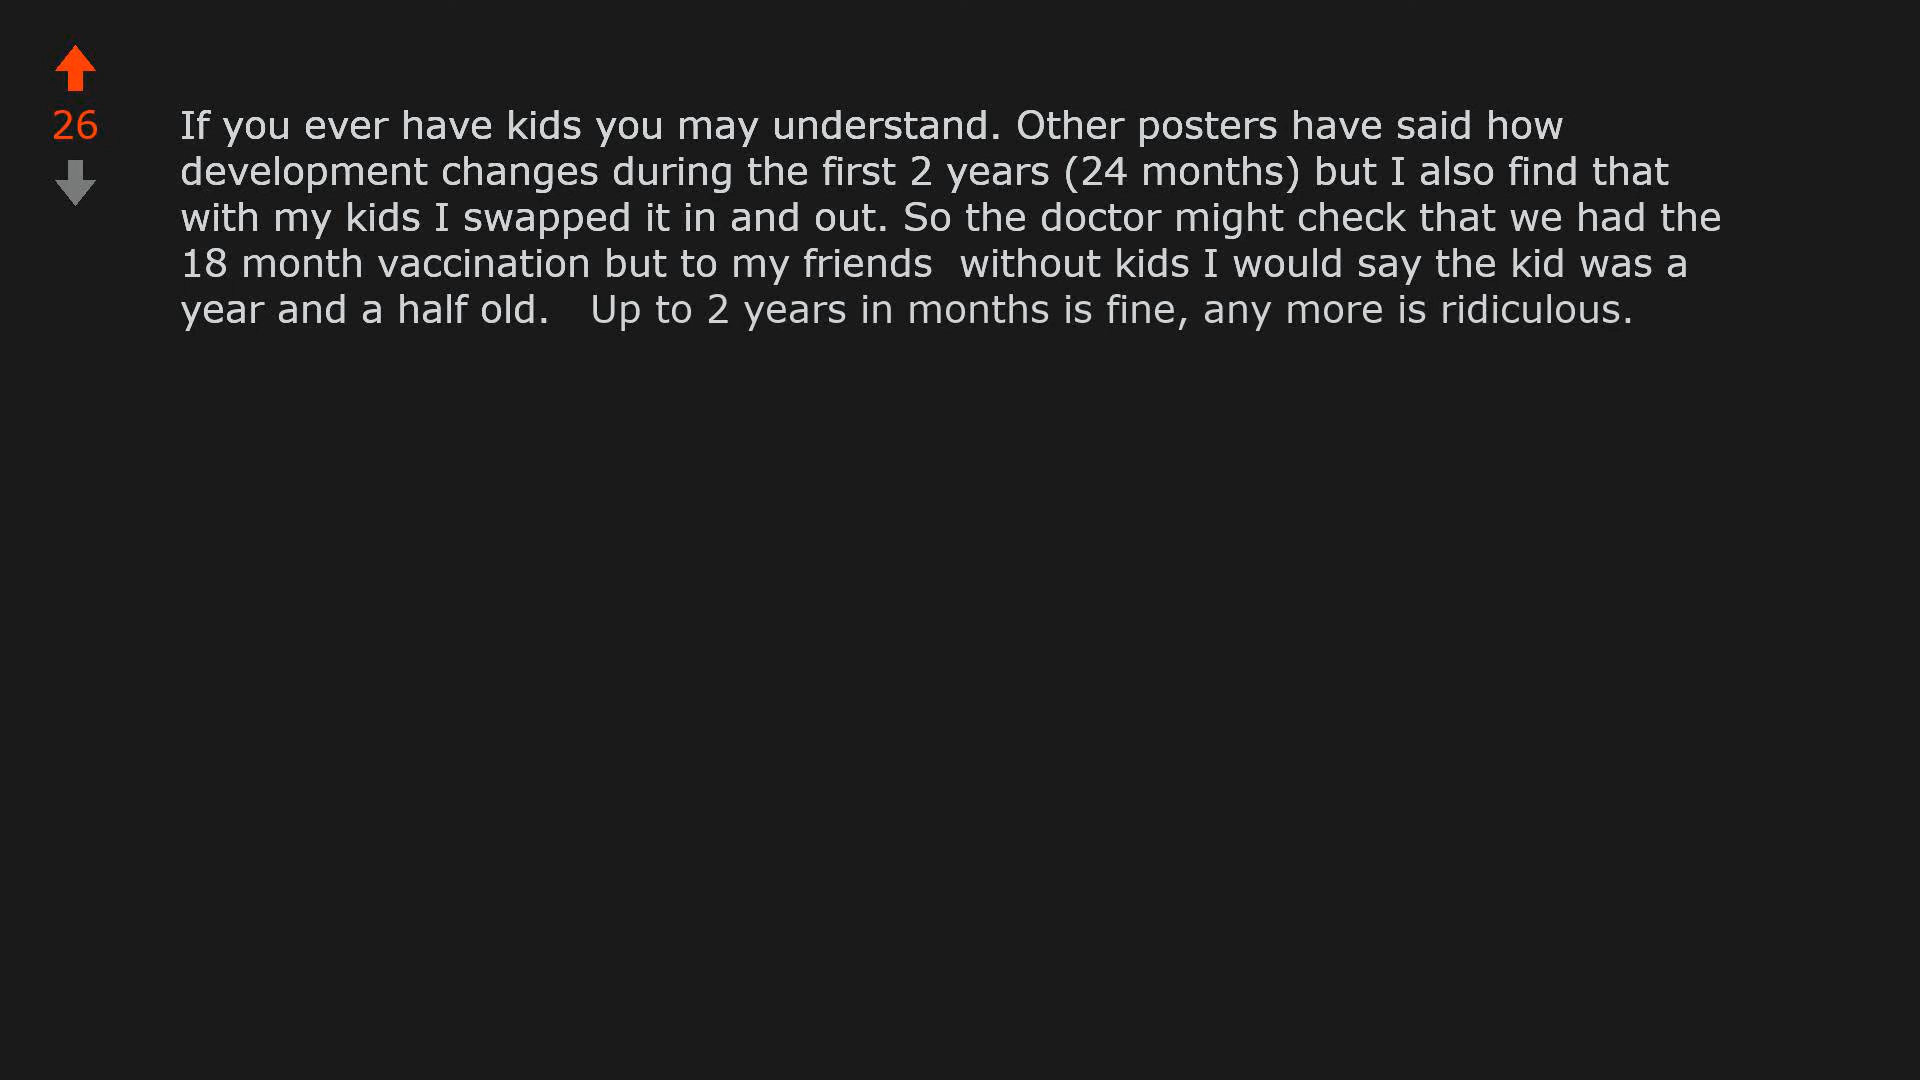 26
If you ever have kids you may understand. Other posters have said how
development changes during the first 2 years (24 months) but I also find that
with my kids I swapped it in and out. So the doctor might check that we had the
18 month vaccination but to my friends  without kids I would say the kid was a
year and a half old.   Up to 2 years in months is fine, any more is ridiculous.